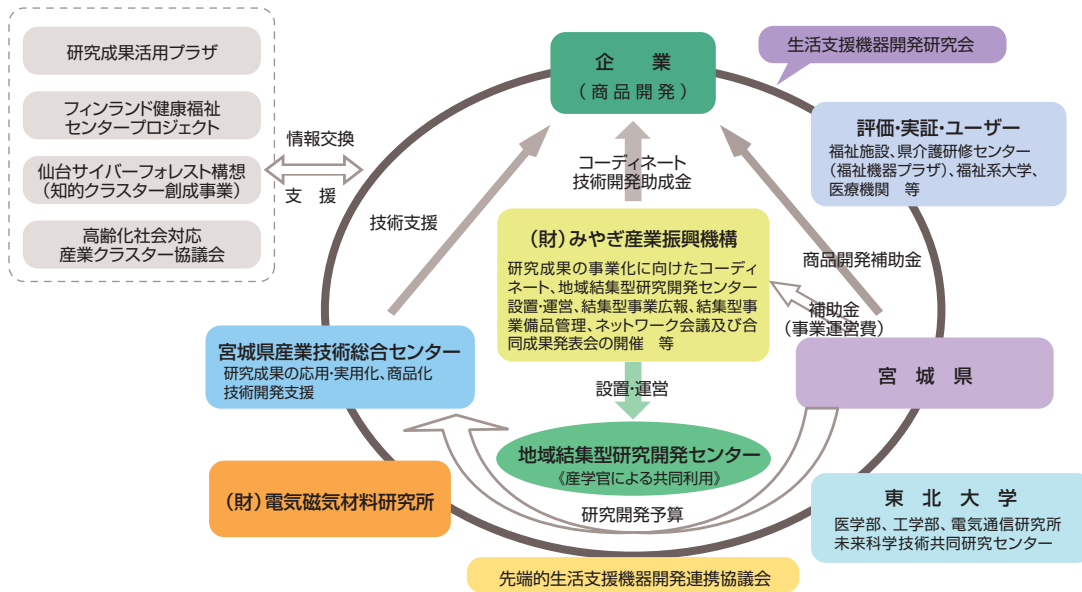 研究成果活用プラザ
フィンランド健康福祉
センタープロジェクト
仙台サイバーフォレスト構想
(知的クラスター創成事業)
高齢化社会対応
産業クラスター協議会
情報交換
支　援
企　業
(商品開発)
生活支援機器開発研究会
評価・実証・ユーザー
福祉施設、県介護研修センター
(福祉機器プラザ)、福祉系大学、
医療機関　等
コーディネート
技術開発助成金
技術支援
(財)みやぎ産業振興機構
研究成果の事業化に向けたコーディ
ネート、地域結集型研究開発センター
設置・運営、結集型事業広報、結集型事
業備品管理、ネットワーク会議及び合
同成果発表会の開催　等
商品開発補助金
補助金
(事業運営費)
宮城県産業技術総合センター
研究成果の応用・実用化、商品化
技術開発支援
設置・運営
宮　城　県
地域結集型研究開発センター
《産学官による共同利用》
(財)電気磁気材料研究所
研究開発予算
東　北　大　学
医学部、工学部、電気通信研究所
未来科学技術共同研究センター
先端的生活支援機器開発連携協議会